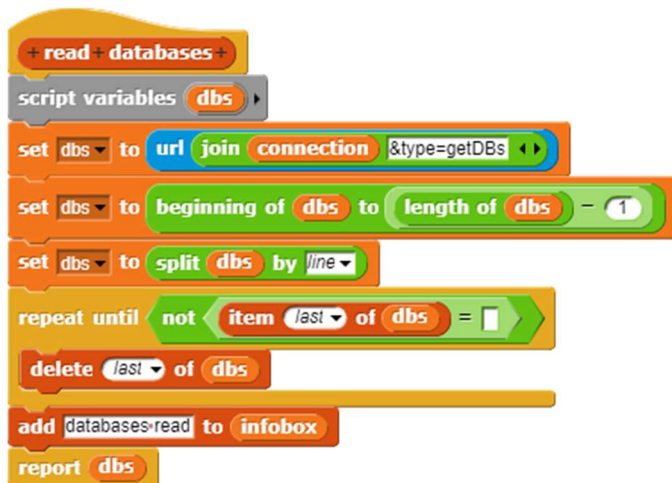 + read + databases +
script variables dbs
set dbs to url join connection &type=getDBs
set dbs to beginning of dbs to length of dbs - 1
set dbs to split dbs by line
repeat until not item last of dbs =
delete last of dbs
add databases read to infobox
report dbs